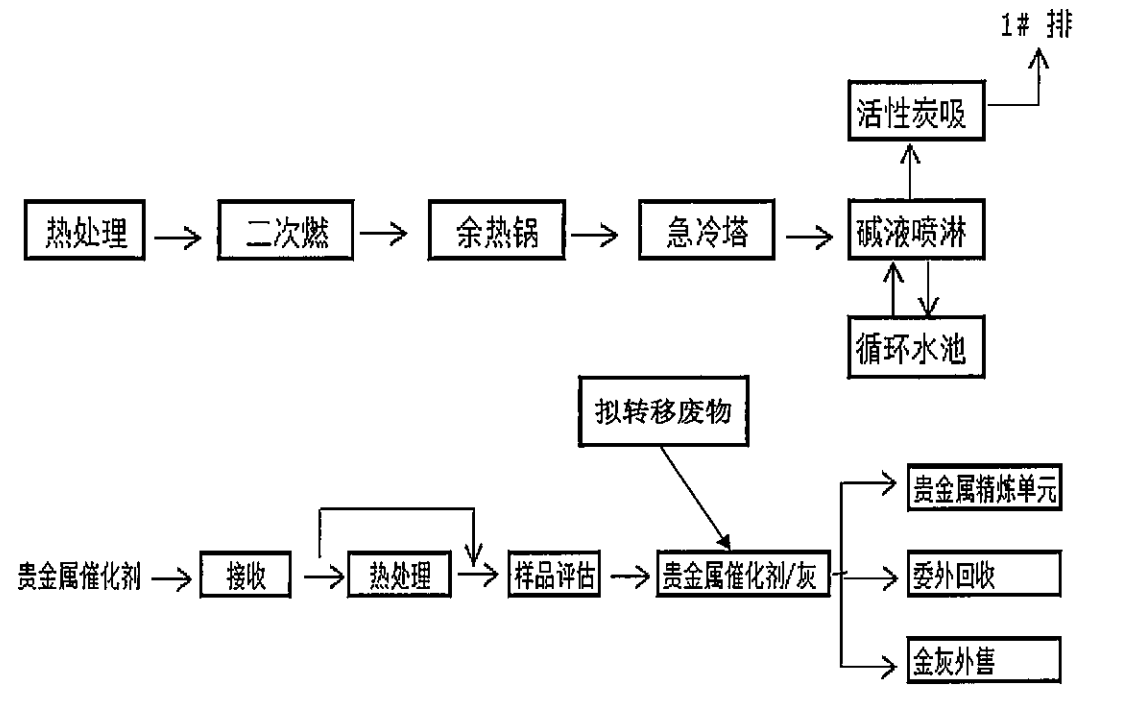 1# 排
活性炭吸
热处理
二次燃
余热锅
急冷塔
碱液喷淋
循环水池
拟转移废物
贵金属催化剂
接收
热处理
样品评估
贵金属催化剂/灰
贵金属精炼单元
委外回收
金灰外售